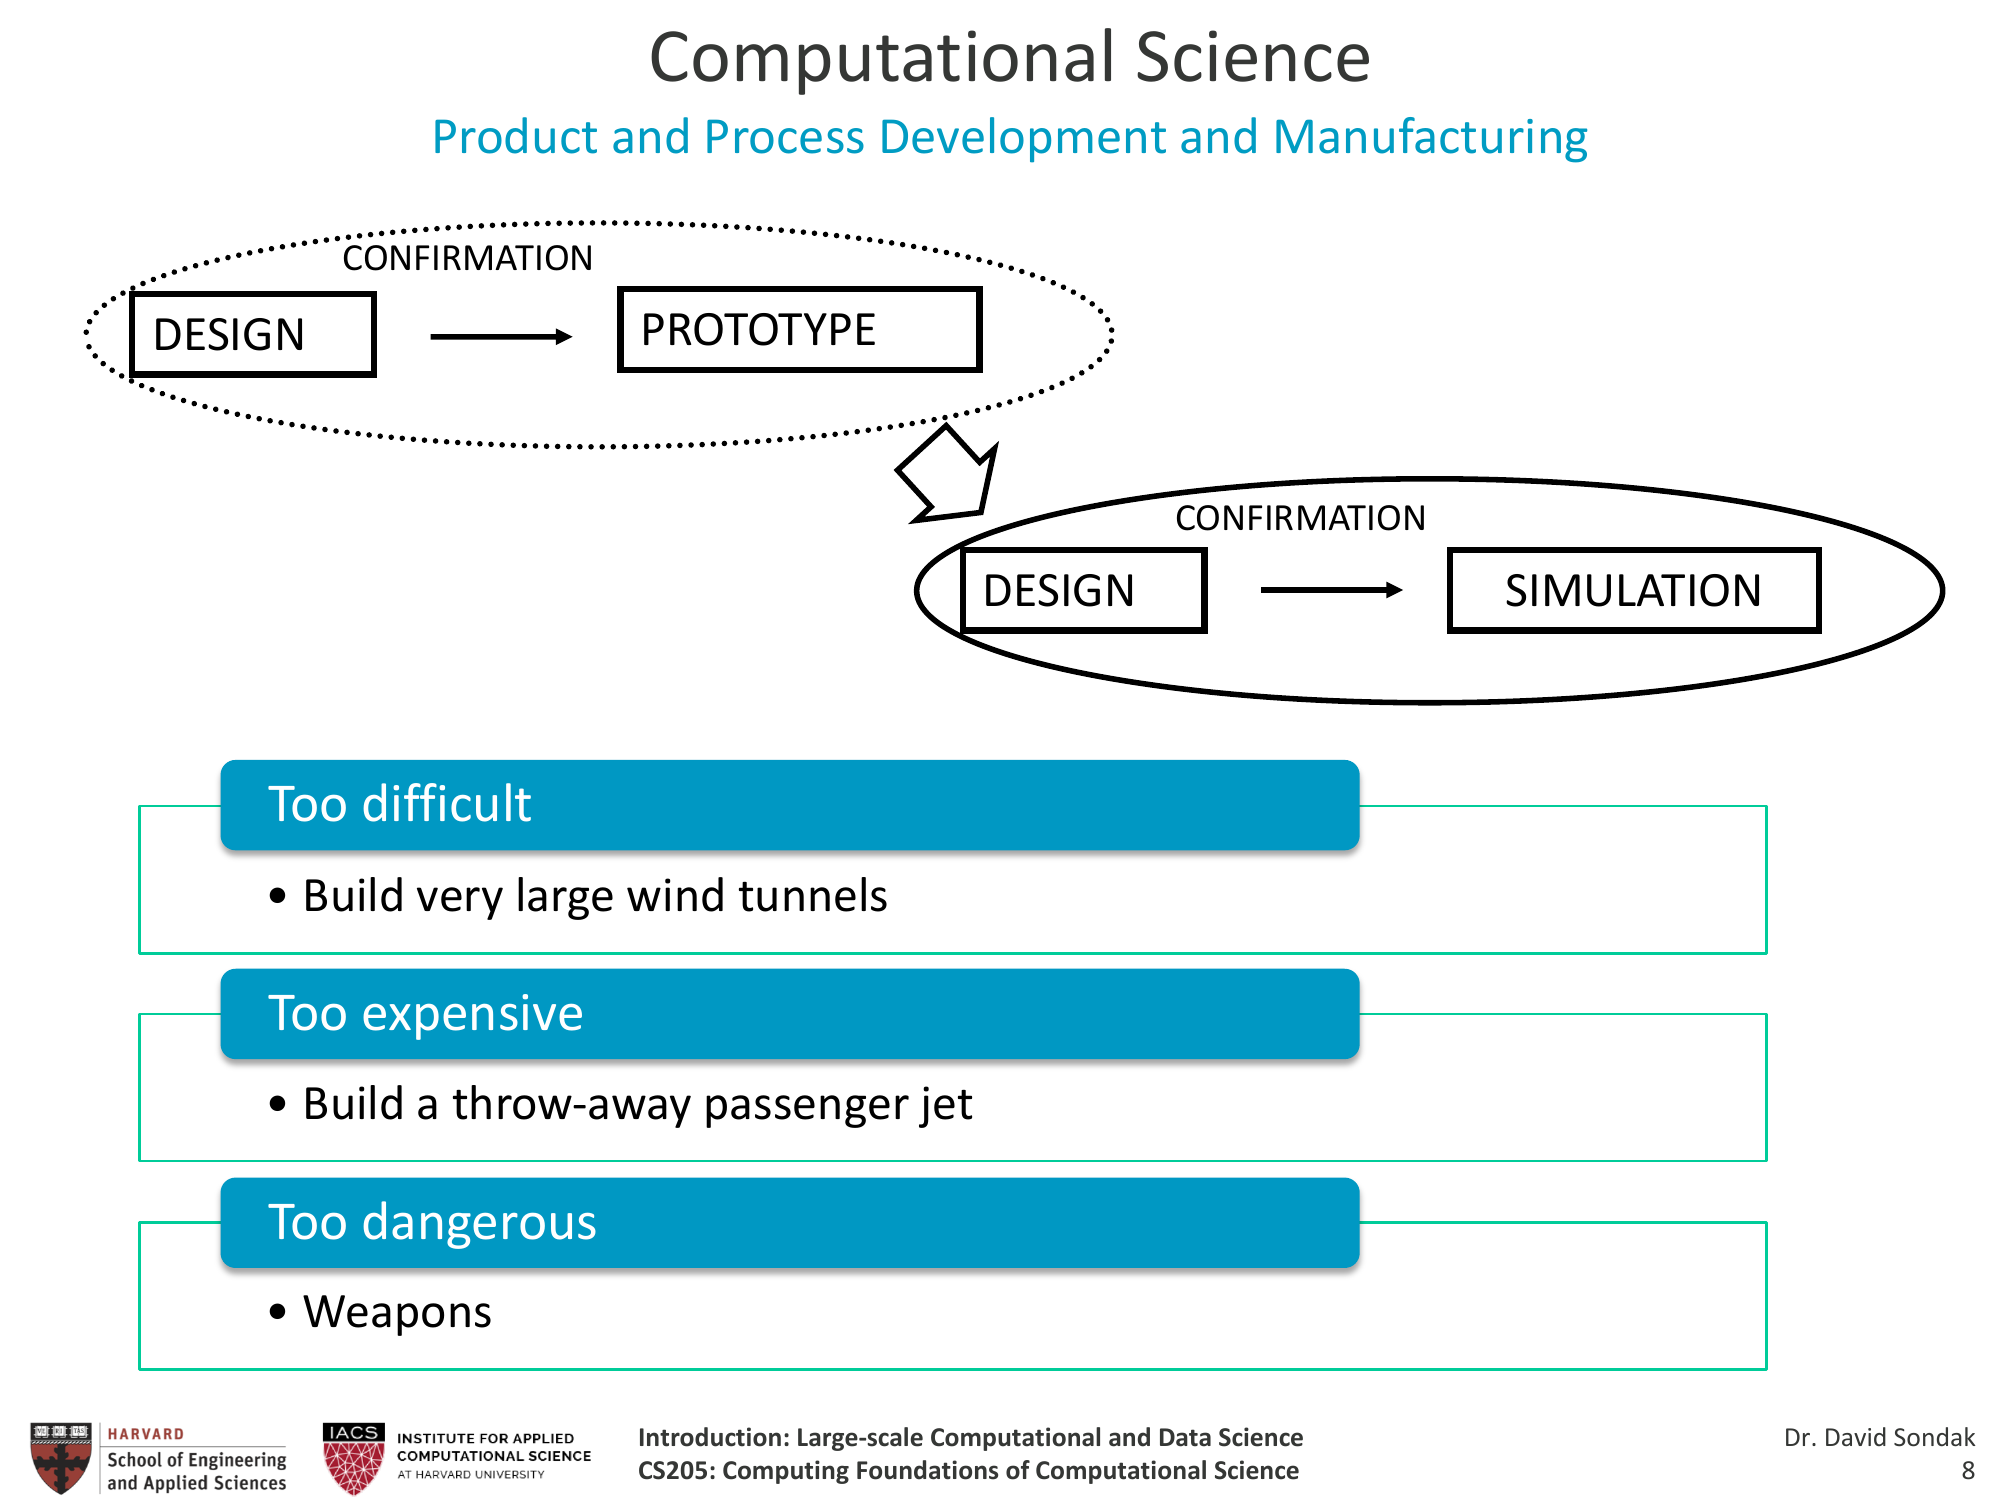 Computational Science
Product and Process Development and Manufacturing
CONFIRMATION
DESIGN
PROTOTYPE
CONFIRMATION
DESIGN
SIMULATION
Too difficult
• Build very large wind tunnels
Too expensive
• Build a throw-away passenger jet
Too dangerous
• Weapons
HARVARD
School of Engineering
and Applied Sciences
IACS
INSTITUTE FOR APPLIED
COMPUTATIONAL SCIENCE
AT HARVARD UNIVERSITY
Introduction: Large-scale Computational and Data Science
CS205: Computing Foundations of Computational Science
Dr. David Sondak
8